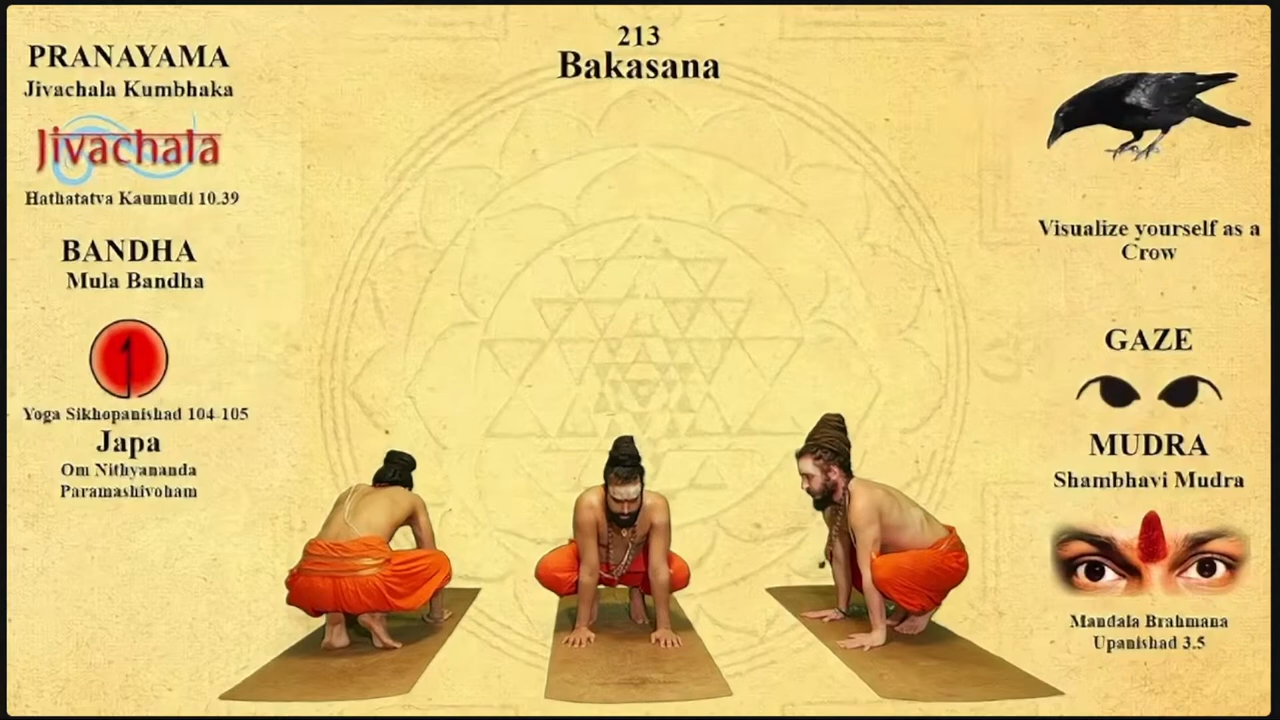 213
Bakasana
PRANAYAMA
Jivachala Kumbhaka
Jivachala
Hathatatva Kaumudi 10.39
BANDHA
Mula Bandha
Yoga Sikhopanishad 104-105
Japa
Om Nithyananda
Paramashivoham
Visualize yourself as a
Crow
GAZE
MUDRA
Shambhavi Mudra
Mandala Brahmana
Upanishad 3.5